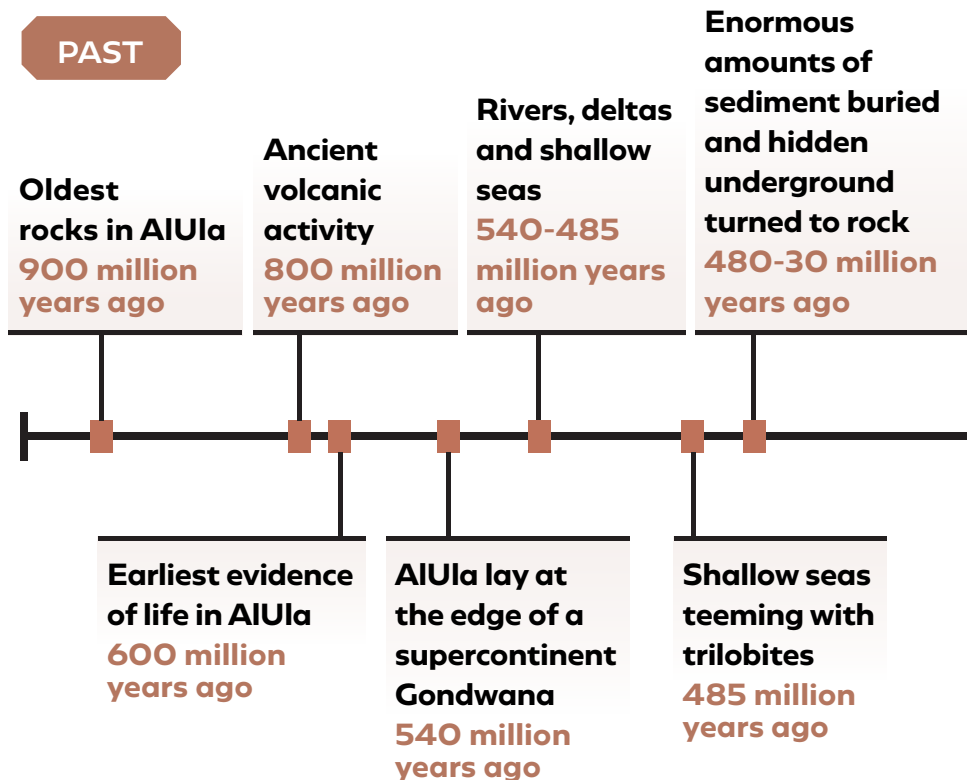 PAST
Oldest
rocks in AlUla
900 million
years ago
Ancient
volcanic
activity
800 million
years ago
Rivers, deltas
and shallow
seas
540-485
million years
ago
Enormous
amounts of
sediment buried
and hidden
underground
turned to rock
480-30 million
years ago
Earliest evidence
of life in AlUla
600 million
years ago
AlUla lay at
the edge of a
supercontinent
Gondwana
540 million
years ago
Shallow seas
teeming with
trilobites
485 million
years ago